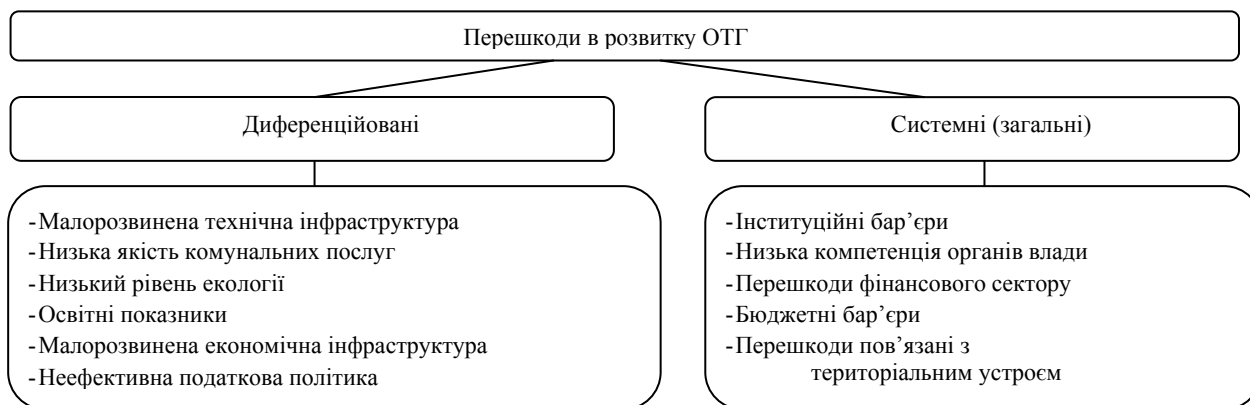 Перешкоди в розвитку ОТГ
Диференційовані
Системні (загальні)
-Малорозвинена технічна інфраструктура
-Низька якість комунальних послуг
-Низький рівень екології
-Освітні показники
-Малорозвинена економічна інфраструктура
-Неефективна податкова політика
-Інституційні бар’єри
-Низька компетенція органів влади
-Перешкоди фінансового сектору
-Бюджетні бар’єри
-Перешкоди пов’язані з
територіальним устроєм